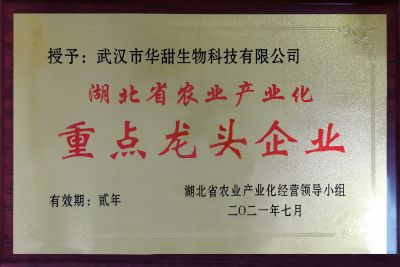 授予：武汉市华甜生物科技有限公司
湖北省农业产业化
重点龙头企业
湖北省农业产业化经营领导小组
有效期：贰年
二〇二一年七月